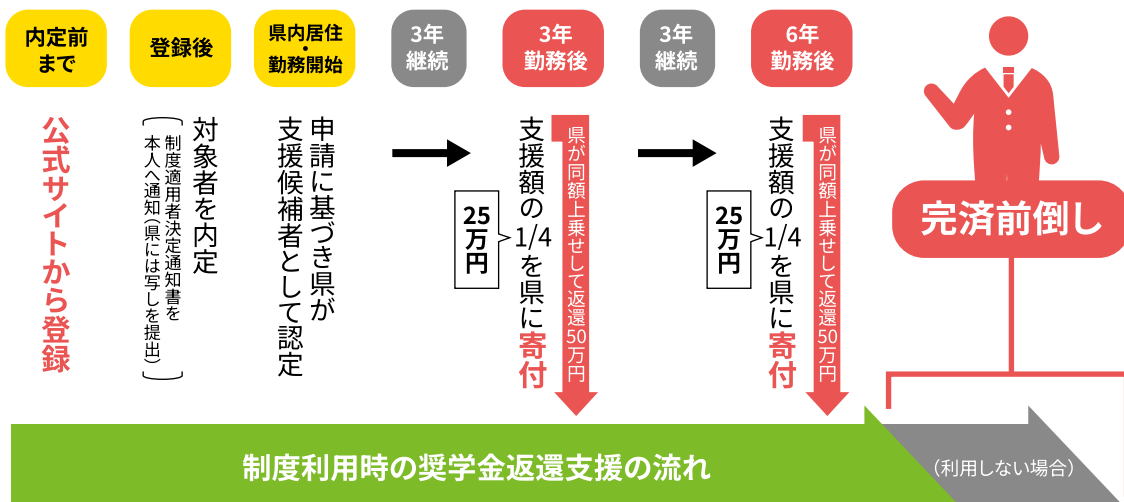 内定前
まで
公式サイトから登録
登録後
対象者を内定
（制度適用者決定通知書を
本人へ通知（県には写しを提出））
県内居住
・
勤務開始
申請に基づき県が
支援候補者として認定
3年
継続
3年
勤務後
支援額の1/4を県に寄付
25
万
円
県が同額上乗せして返還50万円
3年
継続
6年
勤務後
支援額の1/4を県に寄付
25
万
円
県が同額上乗せして返還50万円
完済前倒し
制度利用時の奨学金返還支援の流れ
（利用しない場合）